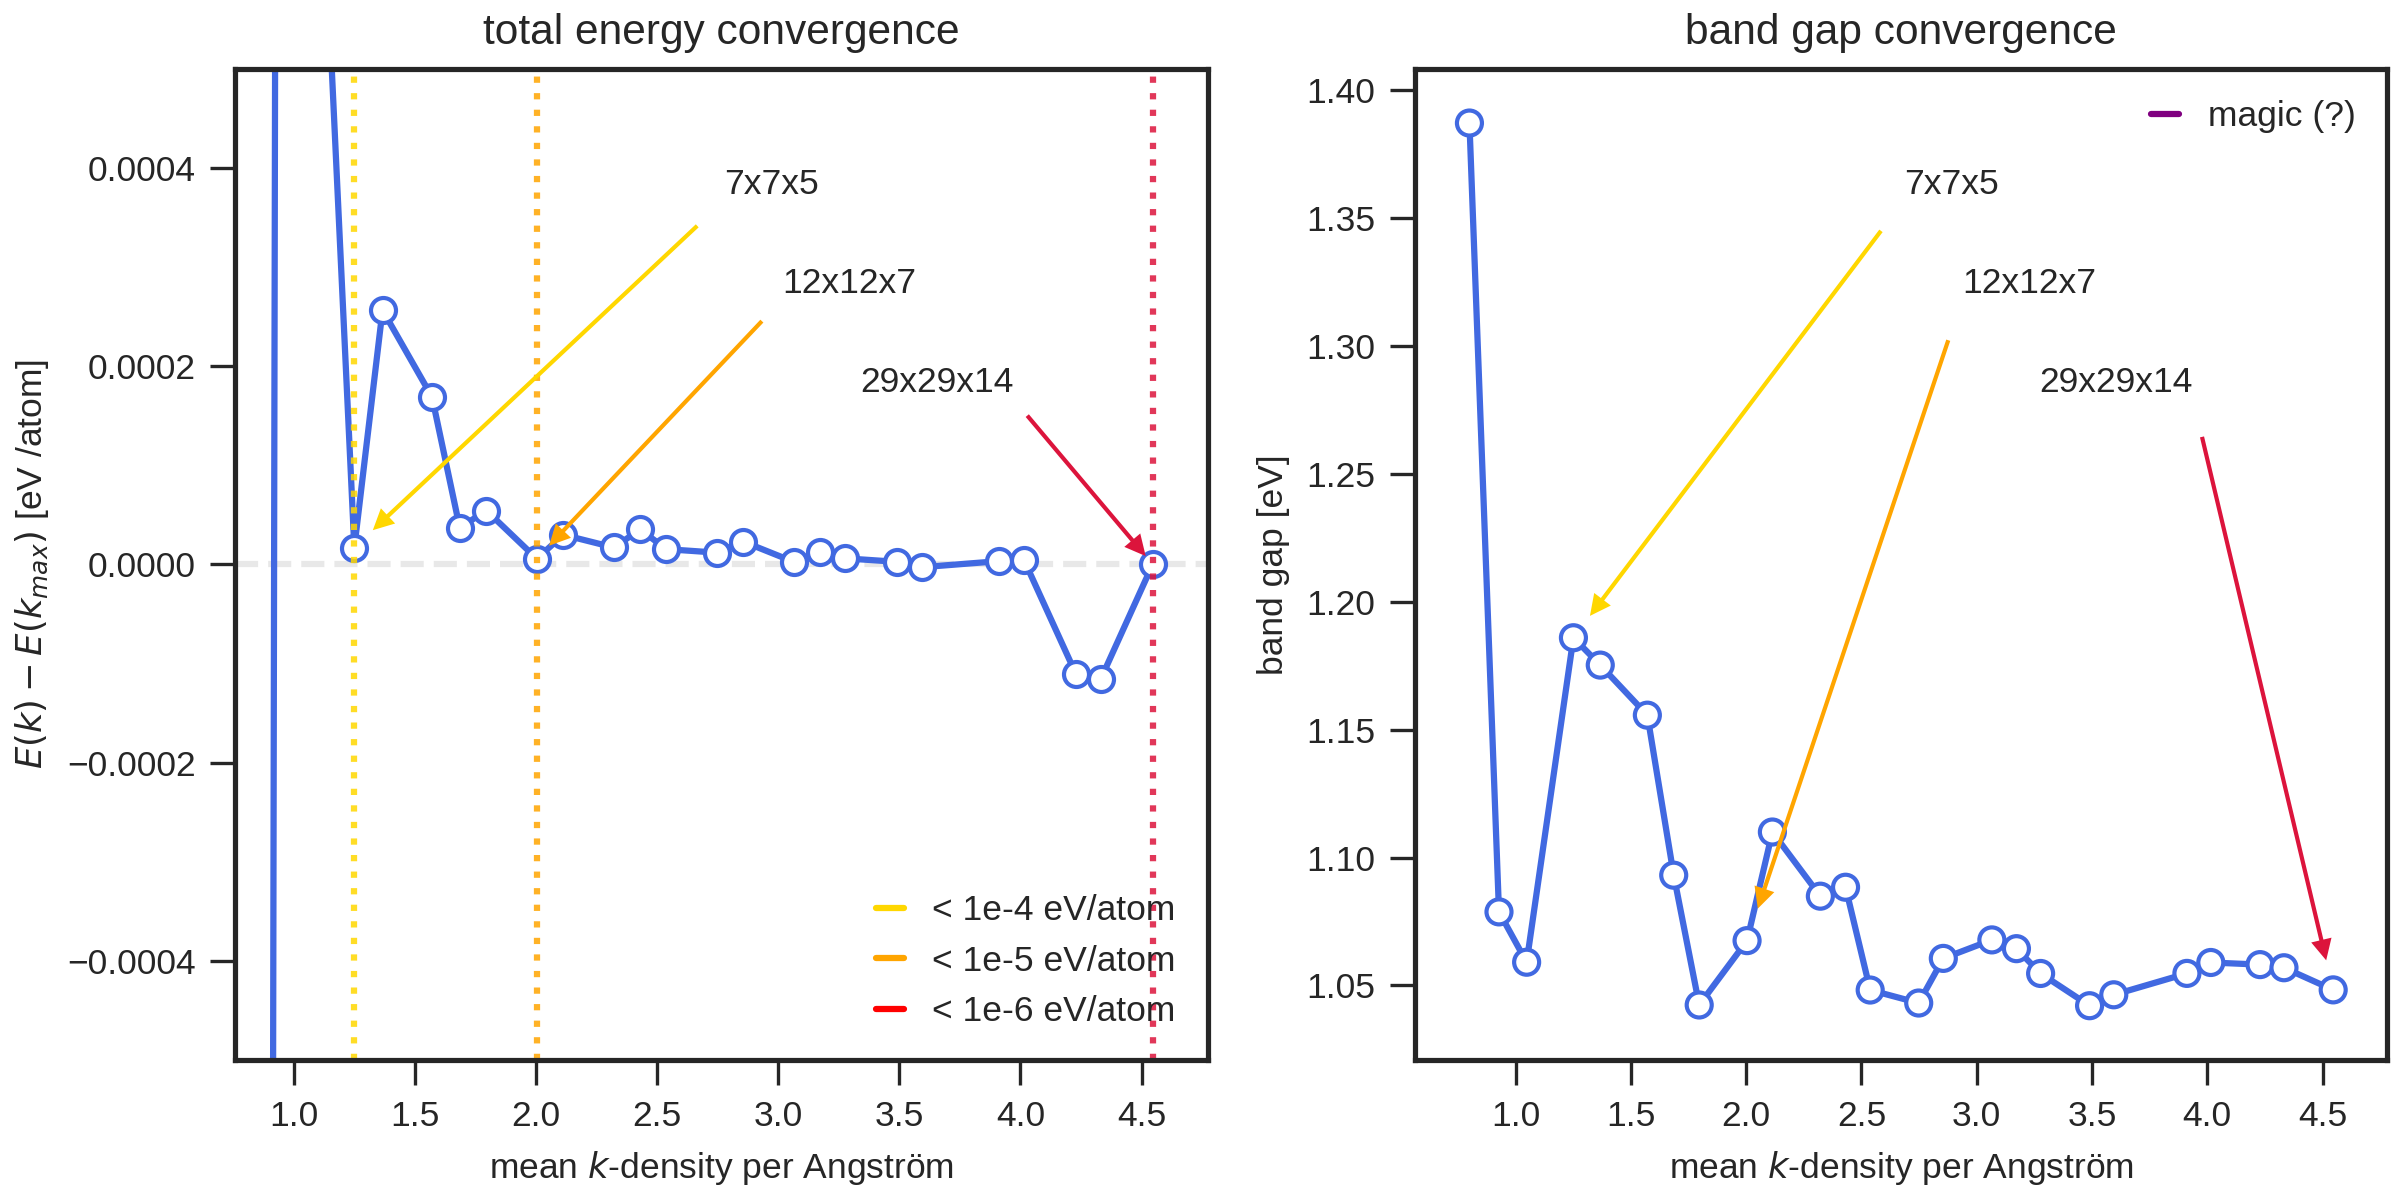 total energy convergence
0.0004
0.0002
0.0000
−0.0002
−0.0004
E(k) − E(kmax) [eV /atom]
7x7x5
12x12x7
29x29x14
< 1e-4 eV/atom
< 1e-5 eV/atom
< 1e-6 eV/atom
1.0 1.5 2.0 2.5 3.0 3.5 4.0 4.5
mean k-density per Angström
band gap convergence
1.40
1.35
1.30
1.25
1.20
1.15
1.10
1.05
band gap [eV]
magic (?)
7x7x5
12x12x7
29x29x14
1.0 1.5 2.0 2.5 3.0 3.5 4.0 4.5
mean k-density per Angström